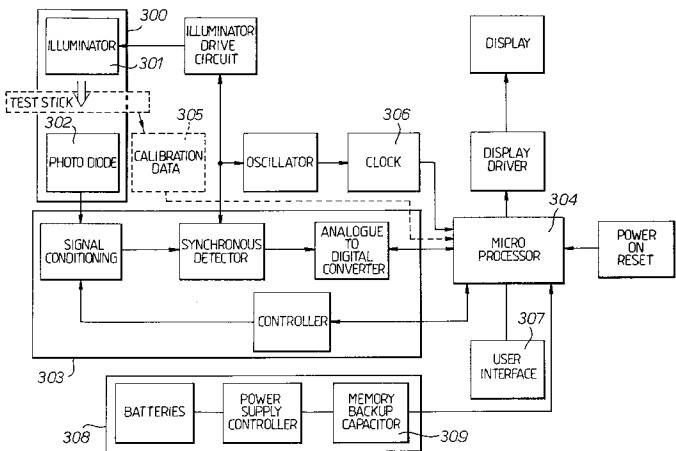 300
ILLUMINATOR
301
ILLUMINATOR
DRIVE
CIRCUIT
DISPLAY
TEST STICK
302
PHOTO DIODE
305
CALIBRATION
DATA
OSCILLATOR
306
CLOCK
DISPLAY
DRIVER
SIGNAL
CONDITIONING
SYNCHRONOUS
DETECTOR
ANALOGUE
TO
DIGITAL
CONVERTER
304
MICRO
PROCESSOR
POWER
ON
RESET
CONTROLLER
303
307
USER
INTERFACE
308
BATTERIES
POWER
SUPPLY
CONTROLLER
MEMORY
BACKUP
CAPACITOR
309